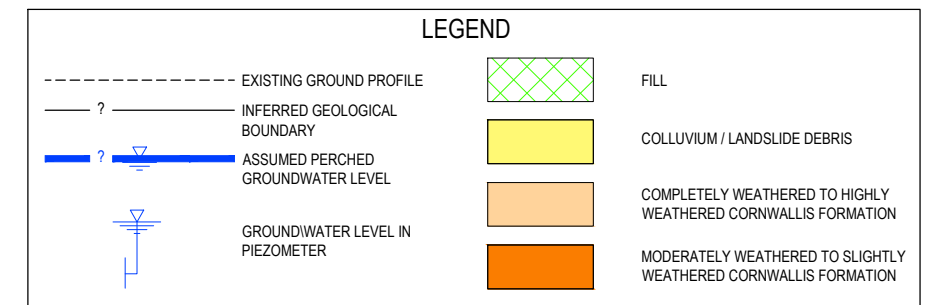 LEGEND
EXISTING GROUND PROFILE
?
INFERRED GEOLOGICAL
BOUNDARY
?
ASSUMED PERCHED
GROUNDWATER LEVEL
GROUND\WATER LEVEL IN
PIEZOMETER
FILL
COLLUVIUM / LANDSLIDE DEBRIS
COMPLETELY WEATHERED TO HIGHLY
WEATHERED CORNWALLIS FORMATION
MODERATELY WEATHERED TO SLIGHTLY
WEATHERED CORNWALLIS FORMATION